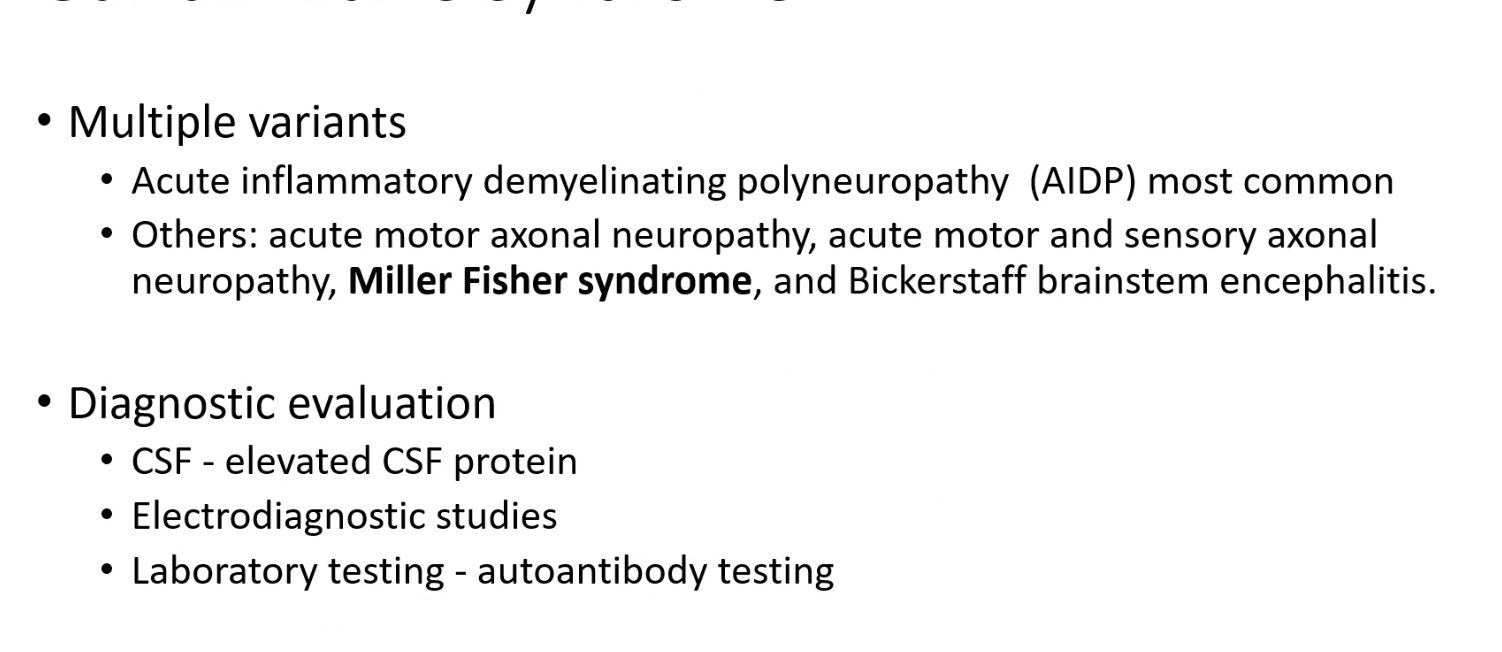 • Multiple variants
• Acute inflammatory demyelinating polyneuropathy  (AIDP) most common
• Others: acute motor axonal neuropathy, acute motor and sensory axonal
neuropathy, Miller Fisher syndrome, and Bickerstaff brainstem encephalitis.
• Diagnostic evaluation
• CSF - elevated CSF protein
• Electrodiagnostic studies
• Laboratory testing - autoantibody testing